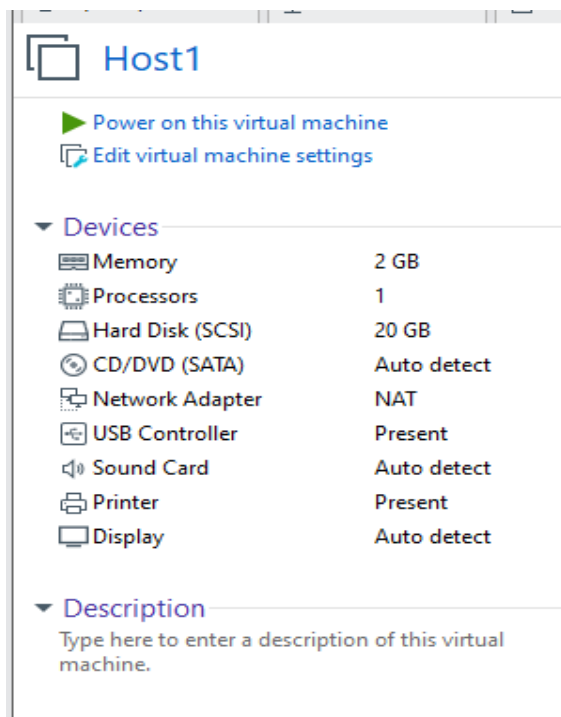 Host1
Power on this virtual machine
Edit virtual machine settings
Devices
Memory 2 GB
Processors 1
Hard Disk (SCSI) 20 GB
CD/DVD (SATA) Auto detect
Network Adapter NAT
USB Controller Present
Sound Card Auto detect
Printer Present
Display Auto detect
Description
Type here to enter a description of this virtual
machine.